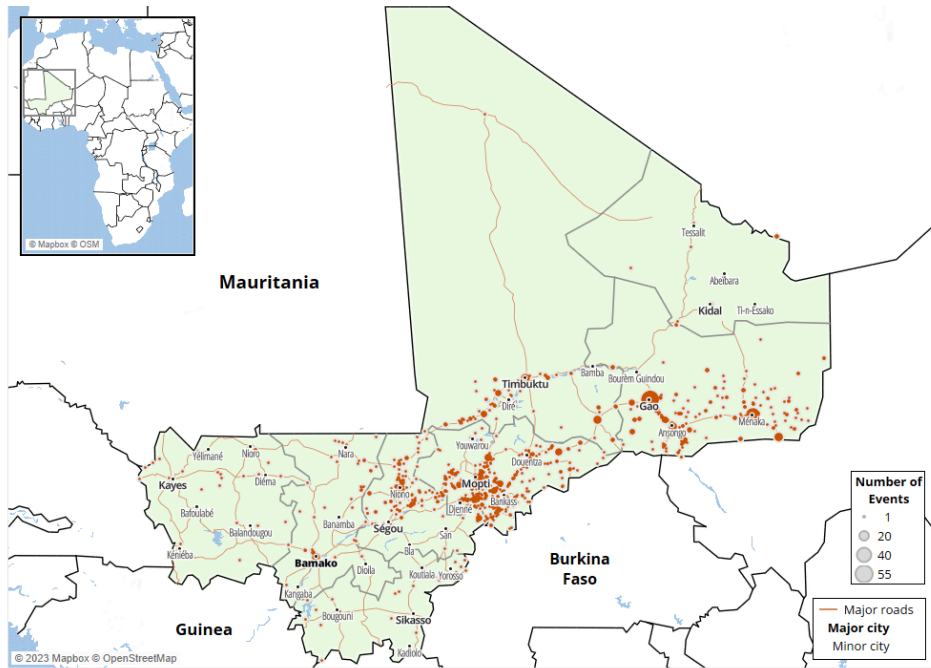 © Mapbox © OSM
Mauritania
Tessalit
Abeïbara
Kidal
Ti-n-Essako
Timbuktu
Bamba
Bourèm Guindou
Diré
Gao
Ansongo
Ménaka
Youwarou
Douentza
Nara
Nioro
Yélimané
Diéma
Kayes
Niono
Mopti
Bankass
Djenné
Bafoulabé
Balandougou
Banamba
Ségou
San
Kéniéba
Bamako
Bla
Dioïla
Koutiala
Yorosso
Kangaba
Bougouni
Sikasso
Kadiolo
Burkina
Faso
Guinea
Number of
Events
1
20
40
55
Major roads
Major city
Minor city
© 2023 Mapbox © OpenStreetMap